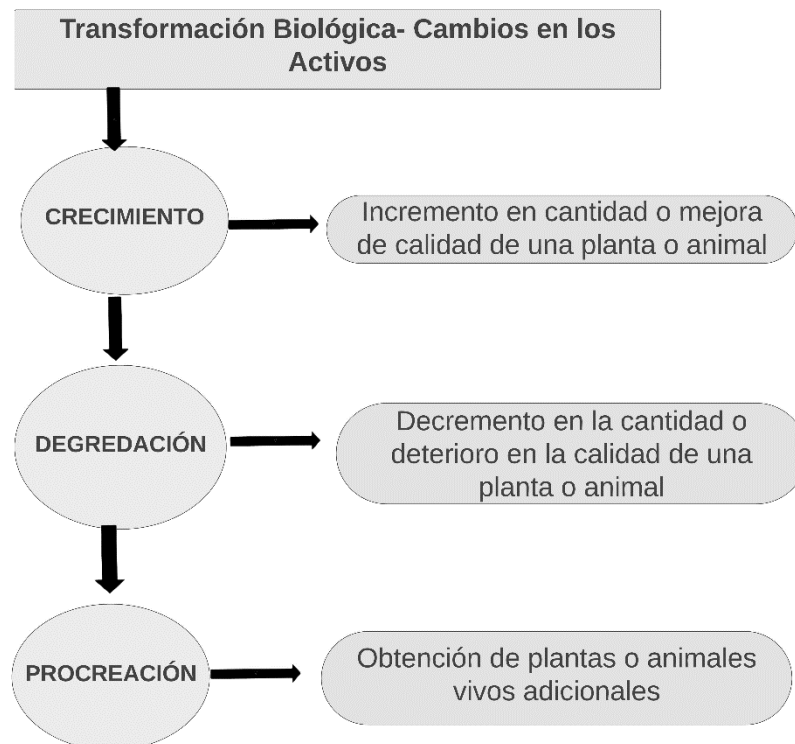 Transformación Biológica- Cambios en los
Activos
CRECIMIENTO
Incremento en cantidad o mejora
de calidad de una planta o animal
DEGREDACIÓN
Decremento en la cantidad o
deterioro en la calidad de una
planta o animal
PROCREACIÓN
Obtención de plantas o animales
vivos adicionales